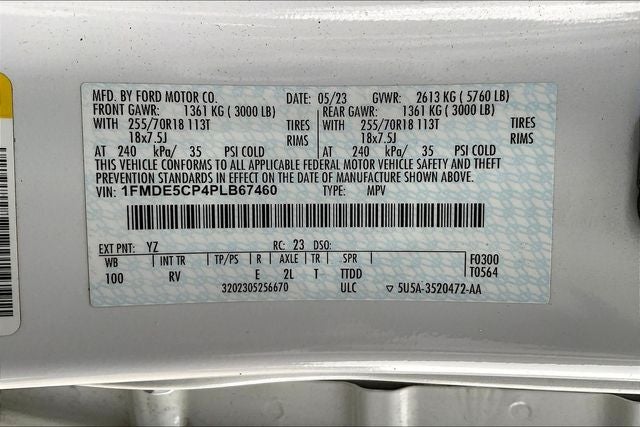 MFD. BY FORD MOTOR CO. DATE: 05/23 GVWR: 2613 KG ( 5760 LB)
FRONT GAWR: 1361 KG ( 3000 LB) REAR GAWR: 1361 KG ( 3000 LB)
WITH 255/70R18 113T TIRES WITH 255/70R18 113T TIRES
18x7.5J RIMS 18x7.5J RIMS
AT 240 kPa/ 35 PSI COLD AT 240 kPa/ 35 PSI COLD
THIS VEHICLE CONFORMS TO ALL APPLICABLE FEDERAL MOTOR VEHICLE SAFETY AND THEFT
PREVENTION STANDARDS IN EFFECT ON THE DATE OF MANUFACTURE SHOWN ABOVE.
VIN: 1FMDE5CP4PLB67460 TYPE: MPV
EXT PNT: YZ RC: 23 DSO:
WB INT TR TP/PS R AXLE TR SPR F0300
100 RV E 2L T TTDD T0564
3202305256670 ULC ▽ 5U5A-3520472-AA